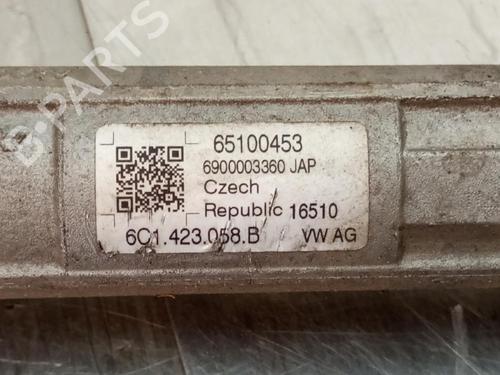 B-PARTS
65100453
6900003360 JAP
Czech
Republic 16510
6C1.423.058.B VW AG